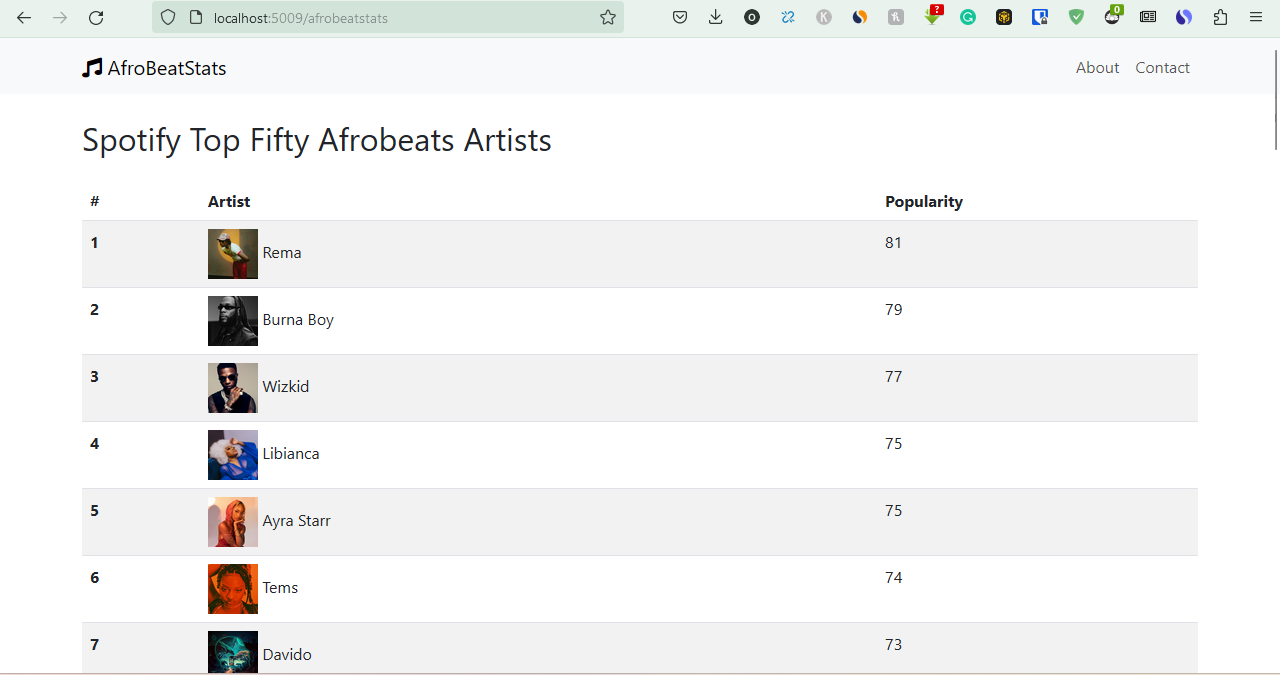 localhost:5009/afrobeatstats
O
K
?
G
0
AfroBeatStats About Contact
Spotify Top Fifty Afrobeats Artists
# Artist Popularity
1 Rema 81
2 Burna Boy 79
3 Wizkid 77
4 Libianca 75
5 Ayra Starr 75
6 Tems 74
7 Davido 73